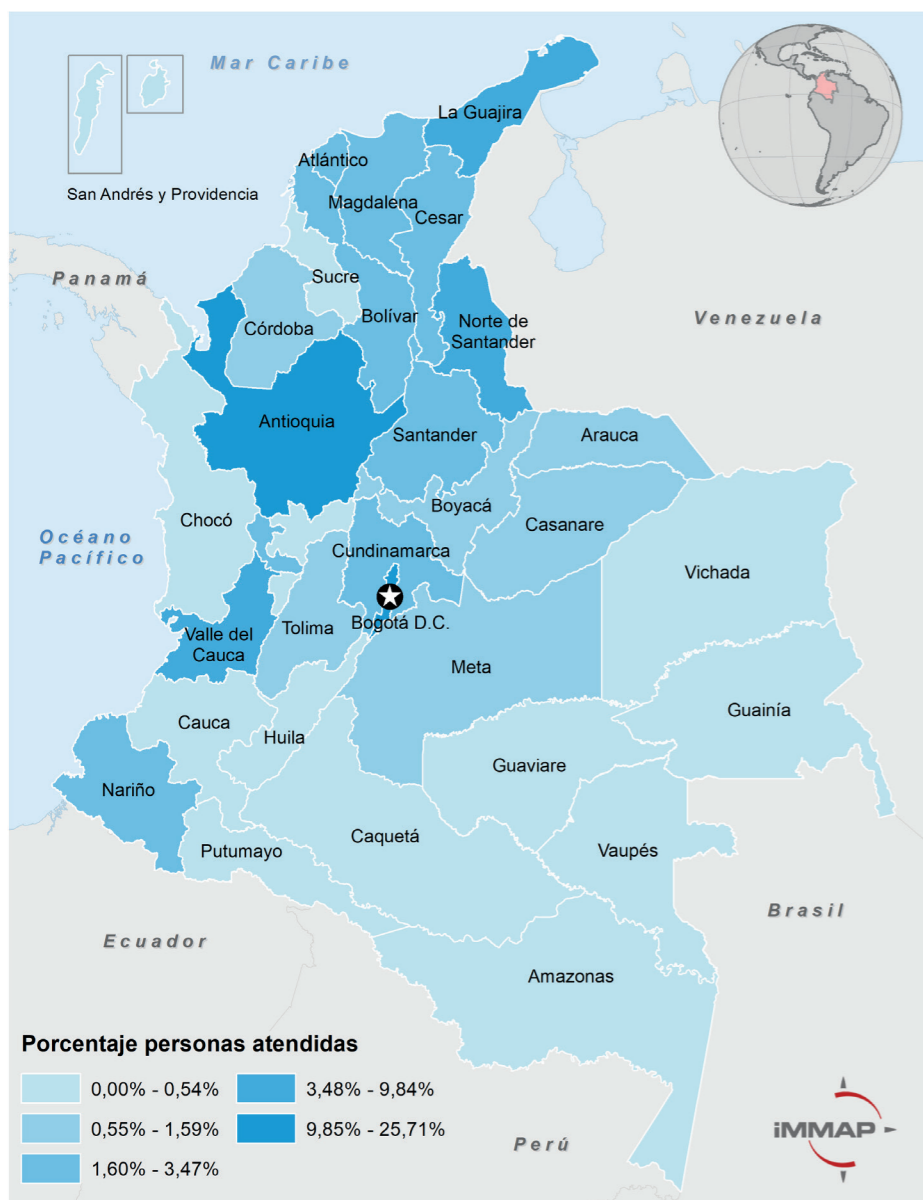 Mar Caribe
La Guajira
Atlántico
San Andrés y Providencia
Magdalena
Cesar
Panamá
Sucre
Bolívar
Córdoba
Norte de
Santander
Venezuela
Antioquia
Santander
Arauca
Boyacá
Chocó
Casanare
Océano
Pacífico
Cundinamarca
Vichada
Bogotá D.C.
Tolima
Valle del
Cauca
Meta
Guainía
Cauca
Huila
Guaviare
Nariño
Caquetá
Putumayo
Vaupés
Brasil
Ecuador
Amazonas
Porcentaje personas atendidas
0,00% - 0,54%
3,48% - 9,84%
0,55% - 1,59%
9,85% - 25,71%
1,60% - 3,47%
Perú
iMMAP